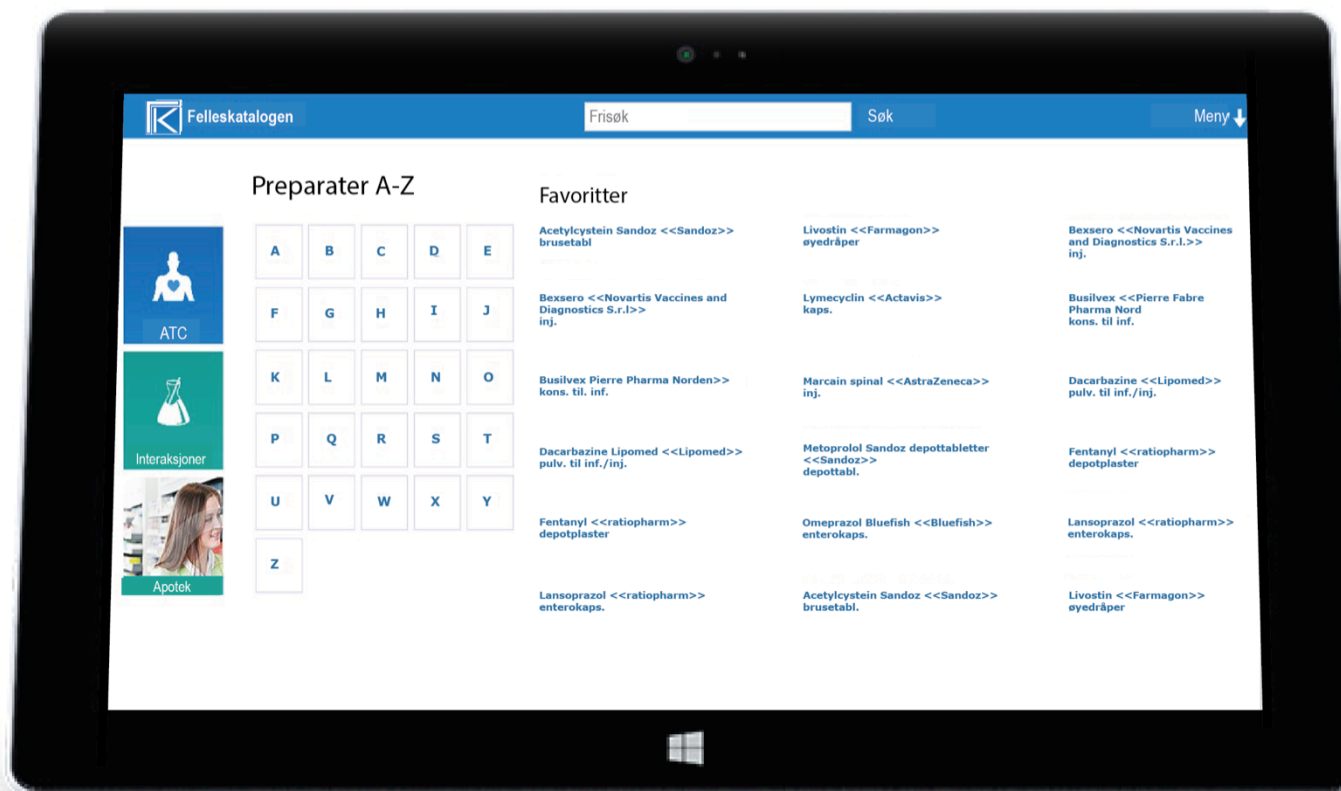 Felleskatalogen
Frisøk
Søk
Meny
Preparater A-Z
Favoritter
ATC
Interaksjoner
Apotek
A B C D E
F G H I J
K L M N O
P Q R S T
U V W X Y
Z
Acetylcystein Sandoz <<Sandoz>>
brusetabl
Bexsero <<Novartis Vaccines and
Diagnostics S.r.l>>
inj.
Busilvex Pierre Pharma Norden>>
kons. til. inf.
Dacarbazine Lipomed <<Lipomed>>
pulv. til inf./inj.
Fentanyl <<ratiopharm>>
depotplaster
Lansoprazol <<ratiopharm>>
enterokaps.
Livostin <<Farmagon>>
øyedråper
Lymecyclin <<Actavis>>
kaps.
Marcain spinal <<AstraZeneca>>
inj.
Metoprolol Sandoz depottabletter
<<Sandoz>>
depottabl.
Omeprazol Bluefish <<Bluefish>>
enterokaps.
Acetylcystein Sandoz <<Sandoz>>
brusetabl.
Bexsero <<Novartis Vaccines
and Diagnostics S.r.l.>>
inj.
Busilvex <<Pierre Fabre
Pharma Nord
kons. til inf.
Dacarbazine <<Lipomed>>
pulv. til inf./inj.
Fentanyl <<ratiopharm>>
depotplaster
Lansoprazol <<ratiopharm>>
enterokaps.
Livostin <<Farmagon>>
øyedråper